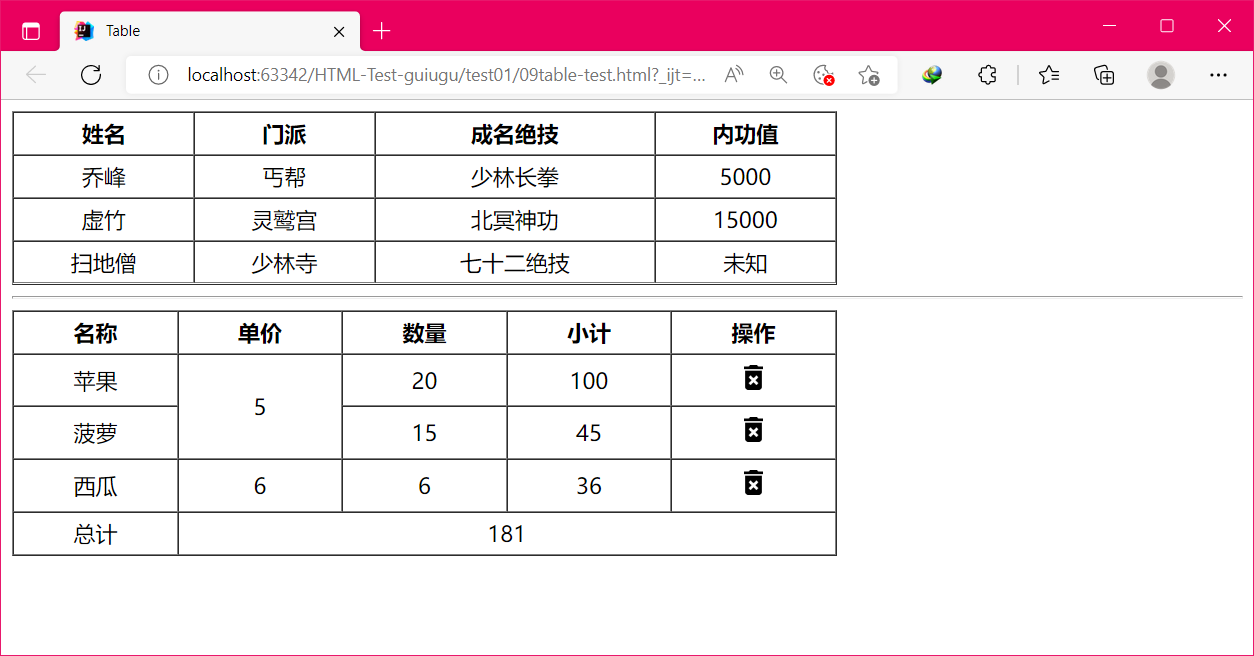 Table
localhost:63342/HTML-Test-guiugu/test01/09table-test.html?_ijt=...
姓名 门派 成名绝技 内功值
乔峰 丐帮 少林长拳 5000
虚竹 灵鹫宫 北冥神功 15000
扫地僧 少林寺 七十二绝技 未知
名称 单价 数量 小计 操作
苹果 5 20 100
菠萝 15 45
西瓜 6 6 36
总计 181